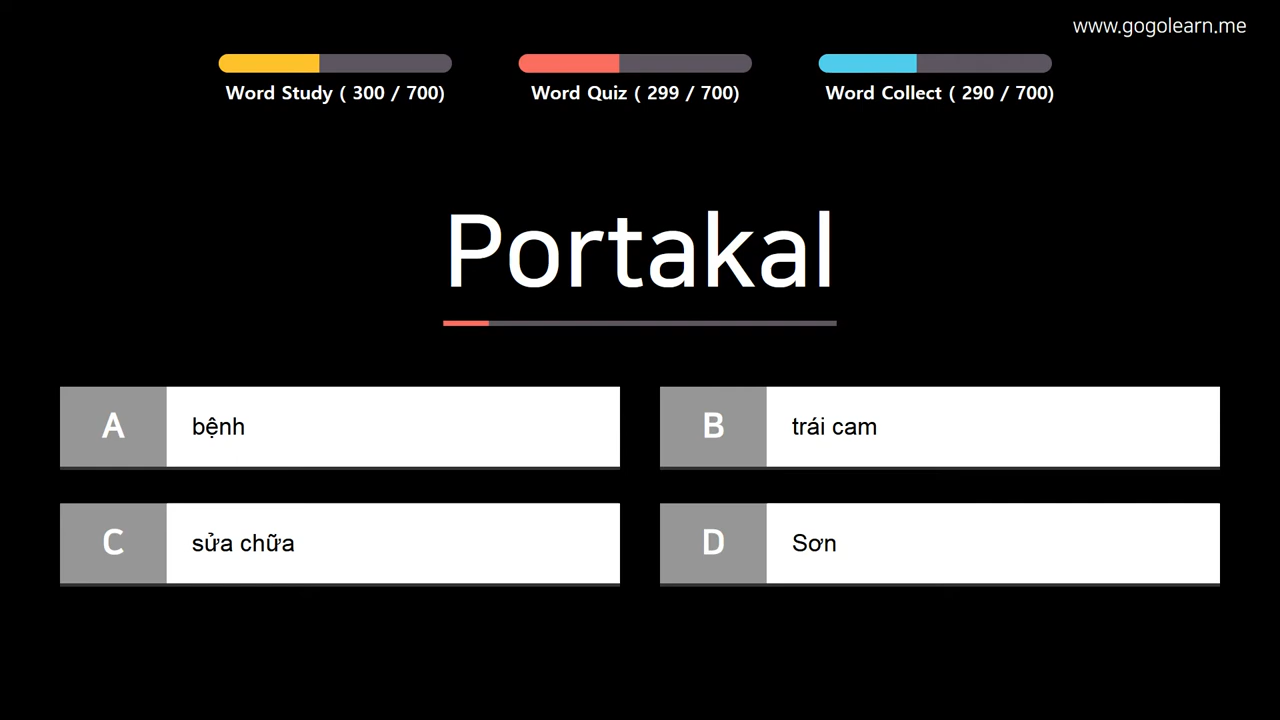 www.gogolearn.me
Word Study ( 300 / 700)
Word Quiz ( 299 / 700)
Word Collect ( 290 / 700)
Portakal
A
bệnh
B
trái cam
C
sửa chữa
D
Sơn